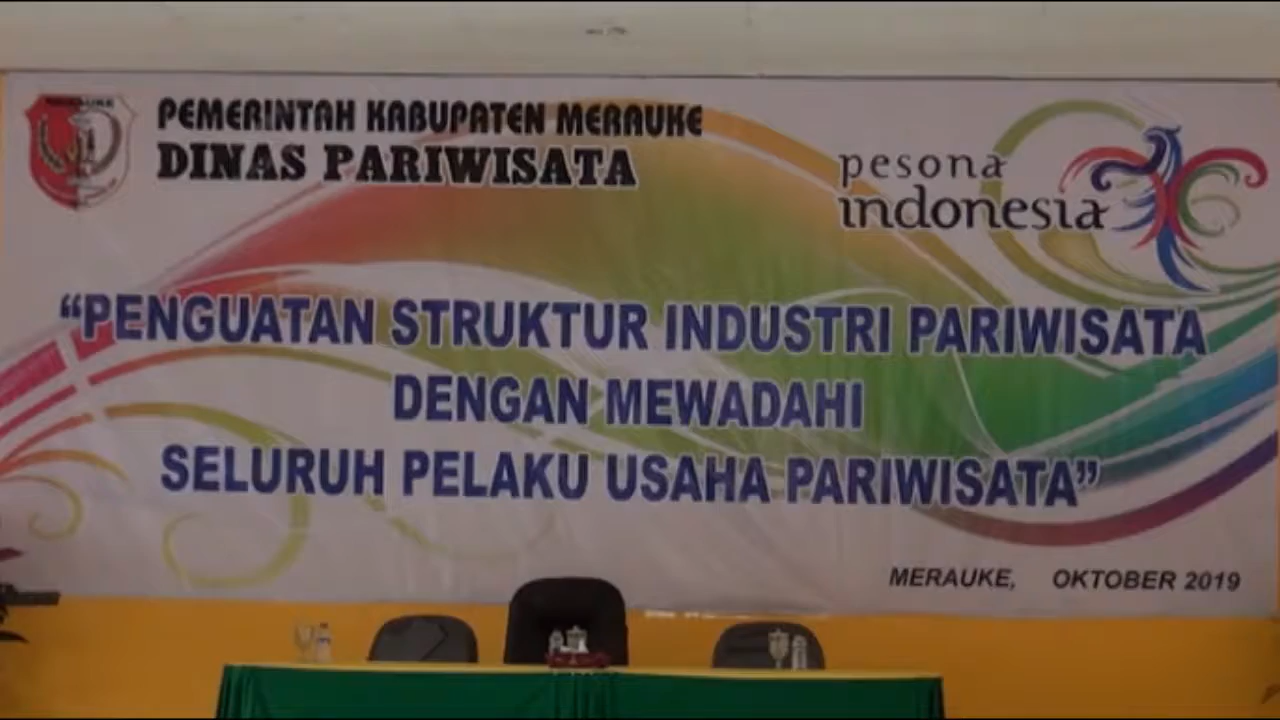 MERAUKE
PEMERINTAH KABUPATEN MERAUKE
DINAS PARIWISATA
pesona
indonesia
“PENGUATAN STRUKTUR INDUSTRI PARIWISATA
DENGAN MEWADAHI
SELURUH PELAKU USAHA PARIWISATA”
MERAUKE, OKTOBER 2019